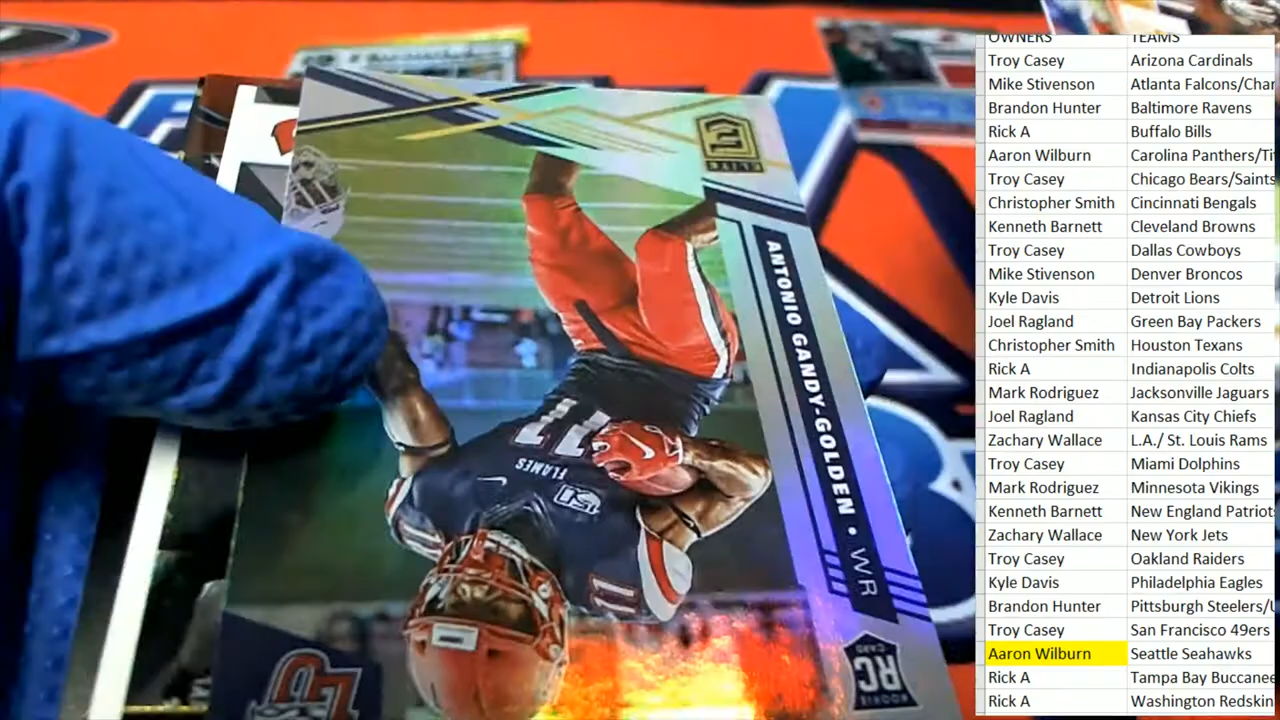 OWNERS TEAMS
Troy Casey Arizona Cardinals
Mike Stivenson Atlanta Falcons/Char
Brandon Hunter Baltimore Ravens
Rick A Buffalo Bills
Aaron Wilburn Carolina Panthers/Ti
Troy Casey Chicago Bears/Saints
Christopher Smith Cincinnati Bengals
Kenneth Barnett Cleveland Browns
Troy Casey Dallas Cowboys
Mike Stivenson Denver Broncos
Kyle Davis Detroit Lions
Joel Ragland Green Bay Packers
Christopher Smith Houston Texans
Rick A Indianapolis Colts
Mark Rodriguez Jacksonville Jaguars
Joel Ragland Kansas City Chiefs
Zachary Wallace L.A./ St. Louis Rams
Troy Casey Miami Dolphins
Mark Rodriguez Minnesota Vikings
Kenneth Barnett New England Patriot
Zachary Wallace New York Jets
Troy Casey Oakland Raiders
Kyle Davis Philadelphia Eagles
Brandon Hunter Pittsburgh Steelers/U
Troy Casey San Francisco 49ers
Aaron Wilburn Seattle Seahawks
Rick A Tampa Bay Buccanee
Rick A Washington Redskin
ANTONIO GANDY-GOLDEN • WR
RC
ROOKIE
CARD
FLAMES
11
11
LU